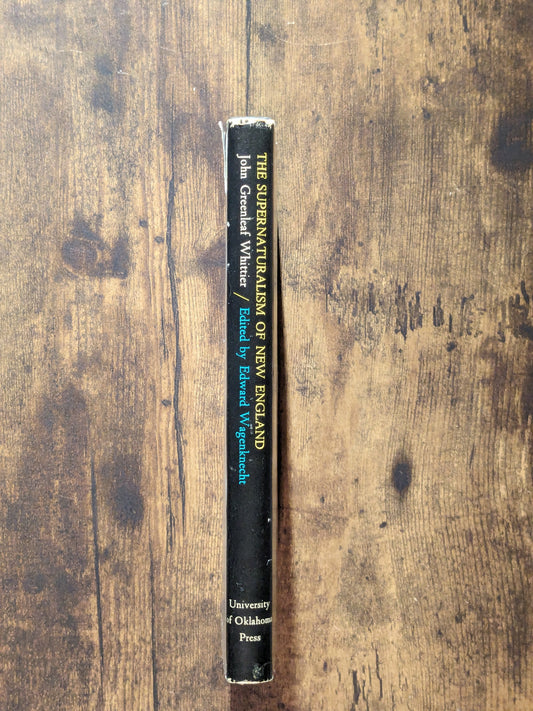 THE SUPERNATURALISM OF NEW ENGLAND
John Greenleaf Whittier / Edited by Edward Wagenknecht
University
of Oklahoma
Press